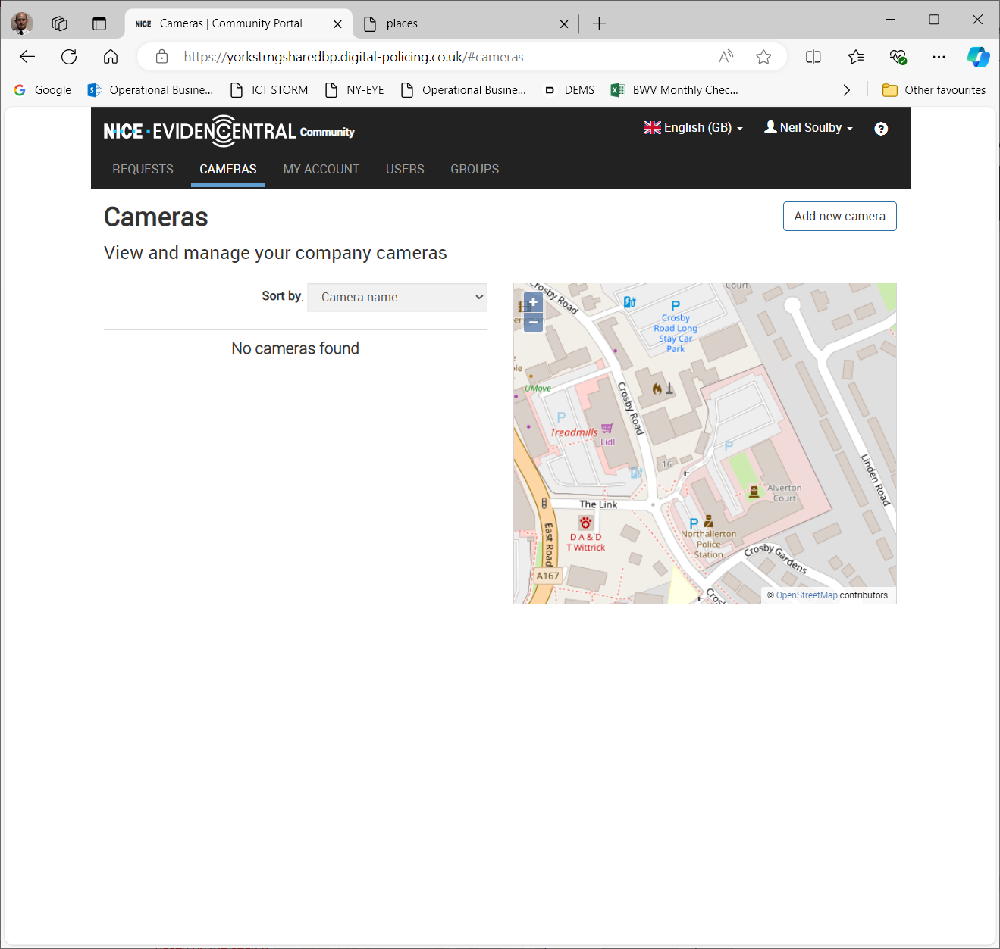 NICE Cameras | Community Portal
places
https://yorkstrngsharedbp.digital-policing.co.uk/#cameras
Google
Operational Busine...
ICT STORM
NY-EYE
Operational Busine...
DEMS
BWV Monthly Chec...
Other favourites
NICE · EVIDENCENTRAL Community
English (GB)
Neil Soulby
REQUESTS
CAMERAS
MY ACCOUNT
USERS
GROUPS
Cameras
Add new camera
View and manage your company cameras
Sort by:
Camera name
No cameras found
Crosby Road
Court
P
Crosby
Road Long
Stay Car
Park
UMove
Crosby Road
P
Treadmills
Lidl
P
16
Linden Road
Alverton
Court
The Link
P
Northallerton
Police
Station
D A & D
T Wittrick
East Road
Crosby Gardens
A167
© OpenStreetMap contributors.